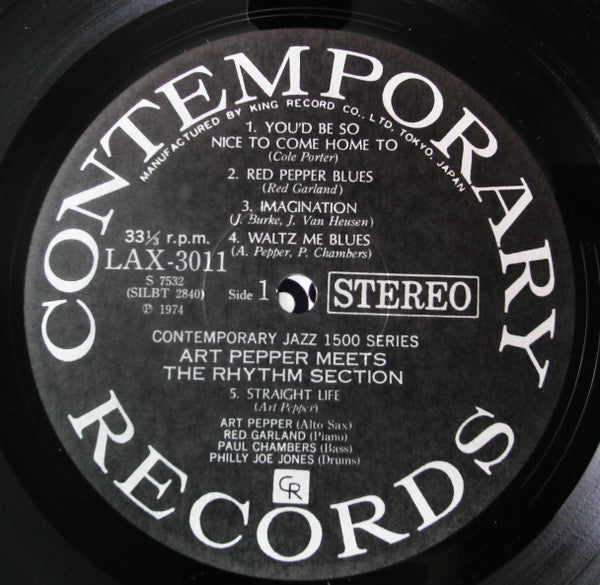 CONTEMPORARY
MANUFACTURED BY KING RECORD CO., LTD. TOKYO, JAPAN
1. YOU'D BE SO
NICE TO COME HOME TO
(Cole Porter)
2. RED PEPPER BLUES
(Red Garland)
3. IMAGINATION
(J. Burke, J. Van Heusen)
4. WALTZ ME BLUES
(A. Pepper, P. Chambers)
33⅓ r.p.m.
LAX-3011
S 7532
(SILBT 2840)
℗ 1974
Side 1
STEREO
CONTEMPORARY JAZZ 1500 SERIES
ART PEPPER MEETS
THE RHYTHM SECTION
5. STRAIGHT LIFE
(Art Pepper)
ART PEPPER (Alto Sax)
RED GARLAND (Piano)
PAUL CHAMBERS (Bass)
PHILLY JOE JONES (Drums)
CR
RECORDS